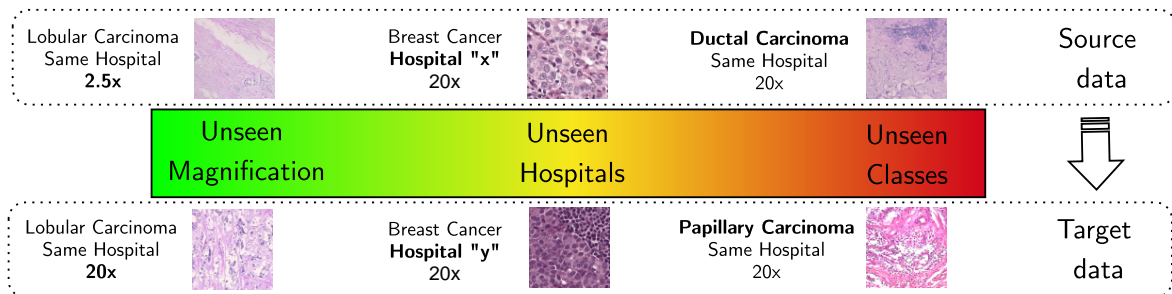 Lobular Carcinoma
Same Hospital
2.5x
Breast Cancer
Hospital "x"
20x
Ductal Carcinoma
Same Hospital
20x
Source
data
Unseen
Magnification
Unseen
Hospitals
Unseen
Classes
Lobular Carcinoma
Same Hospital
20x
Breast Cancer
Hospital "y"
20x
Papillary Carcinoma
Same Hospital
20x
Target
data